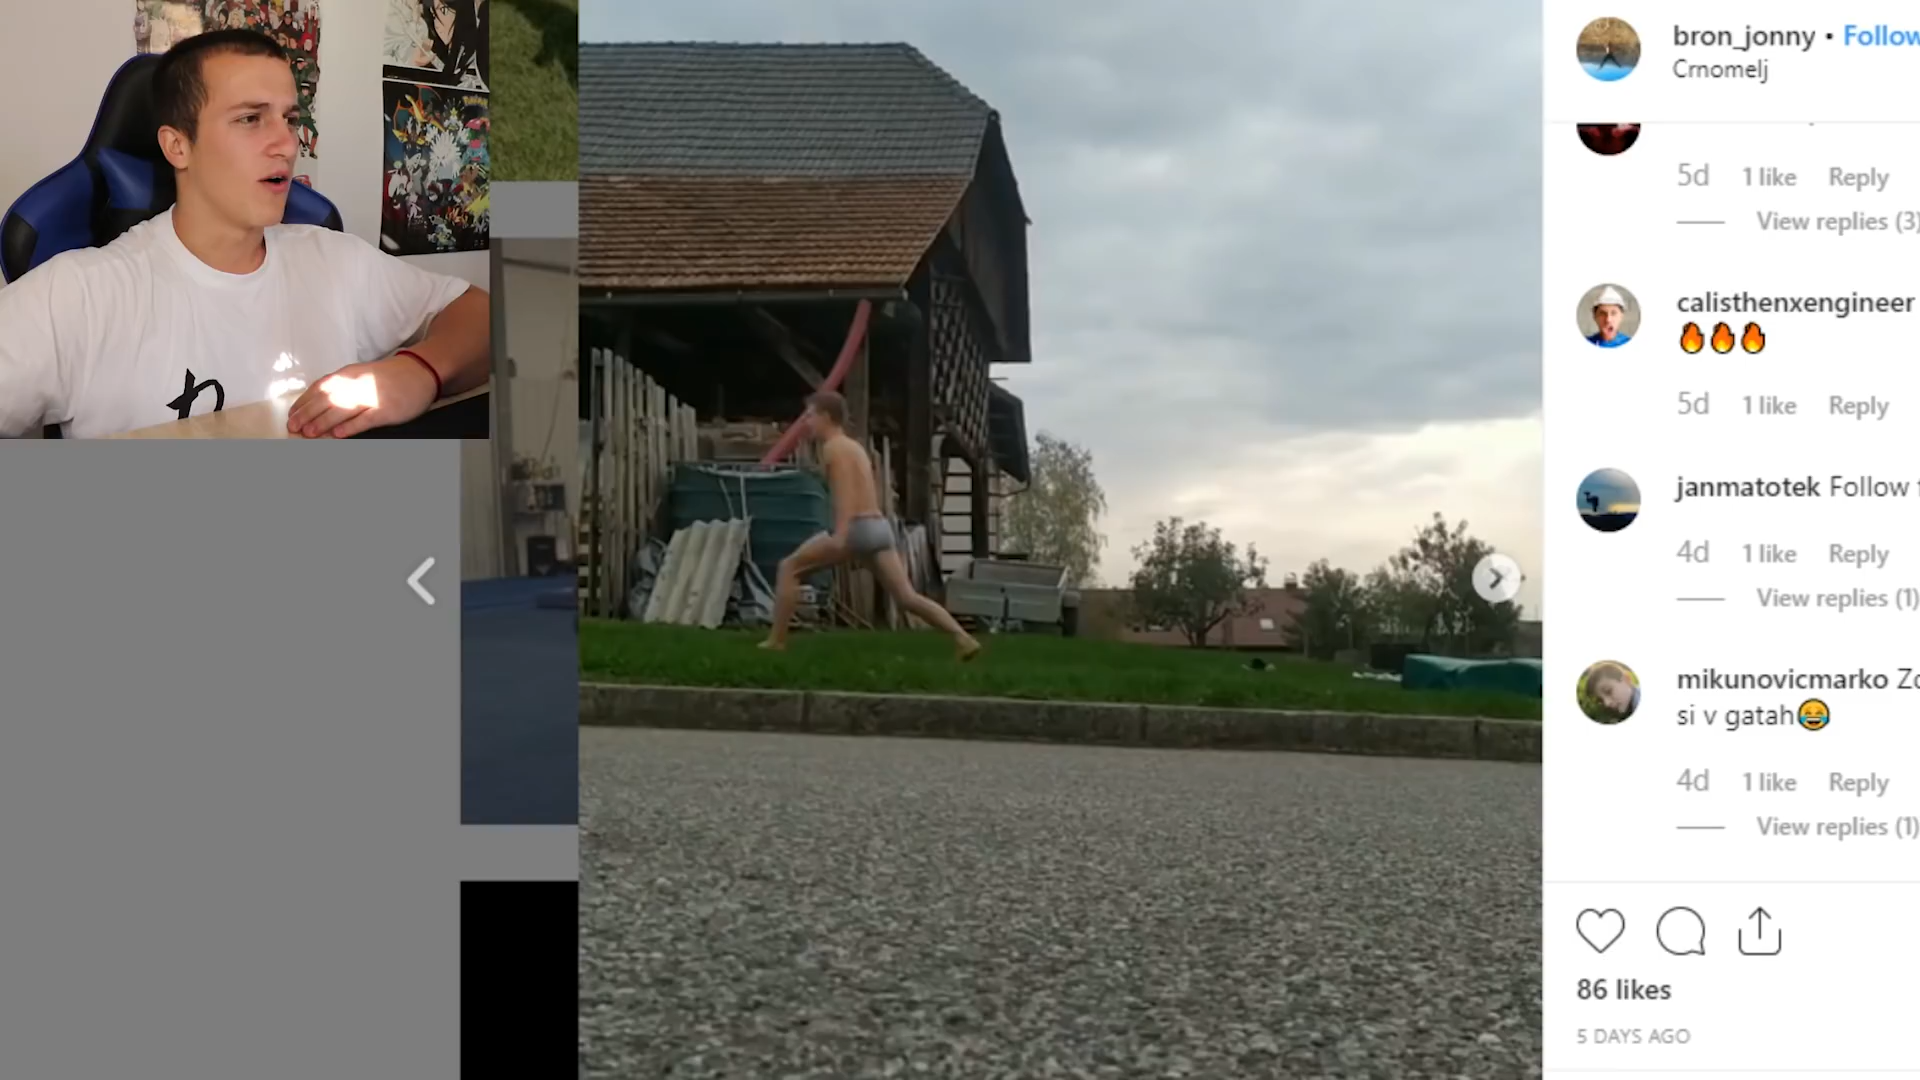 bron_jonny • Follow
Crnomelj
5d 1 like Reply
View replies (3)
calisthenxengineer
🔥🔥🔥
5d 1 like Reply
janmatotek Follow
4d 1 like Reply
View replies (1)
mikunovicmarko
si v gatah😂
4d 1 like Reply
View replies (1)
86 likes
5 DAYS AGO